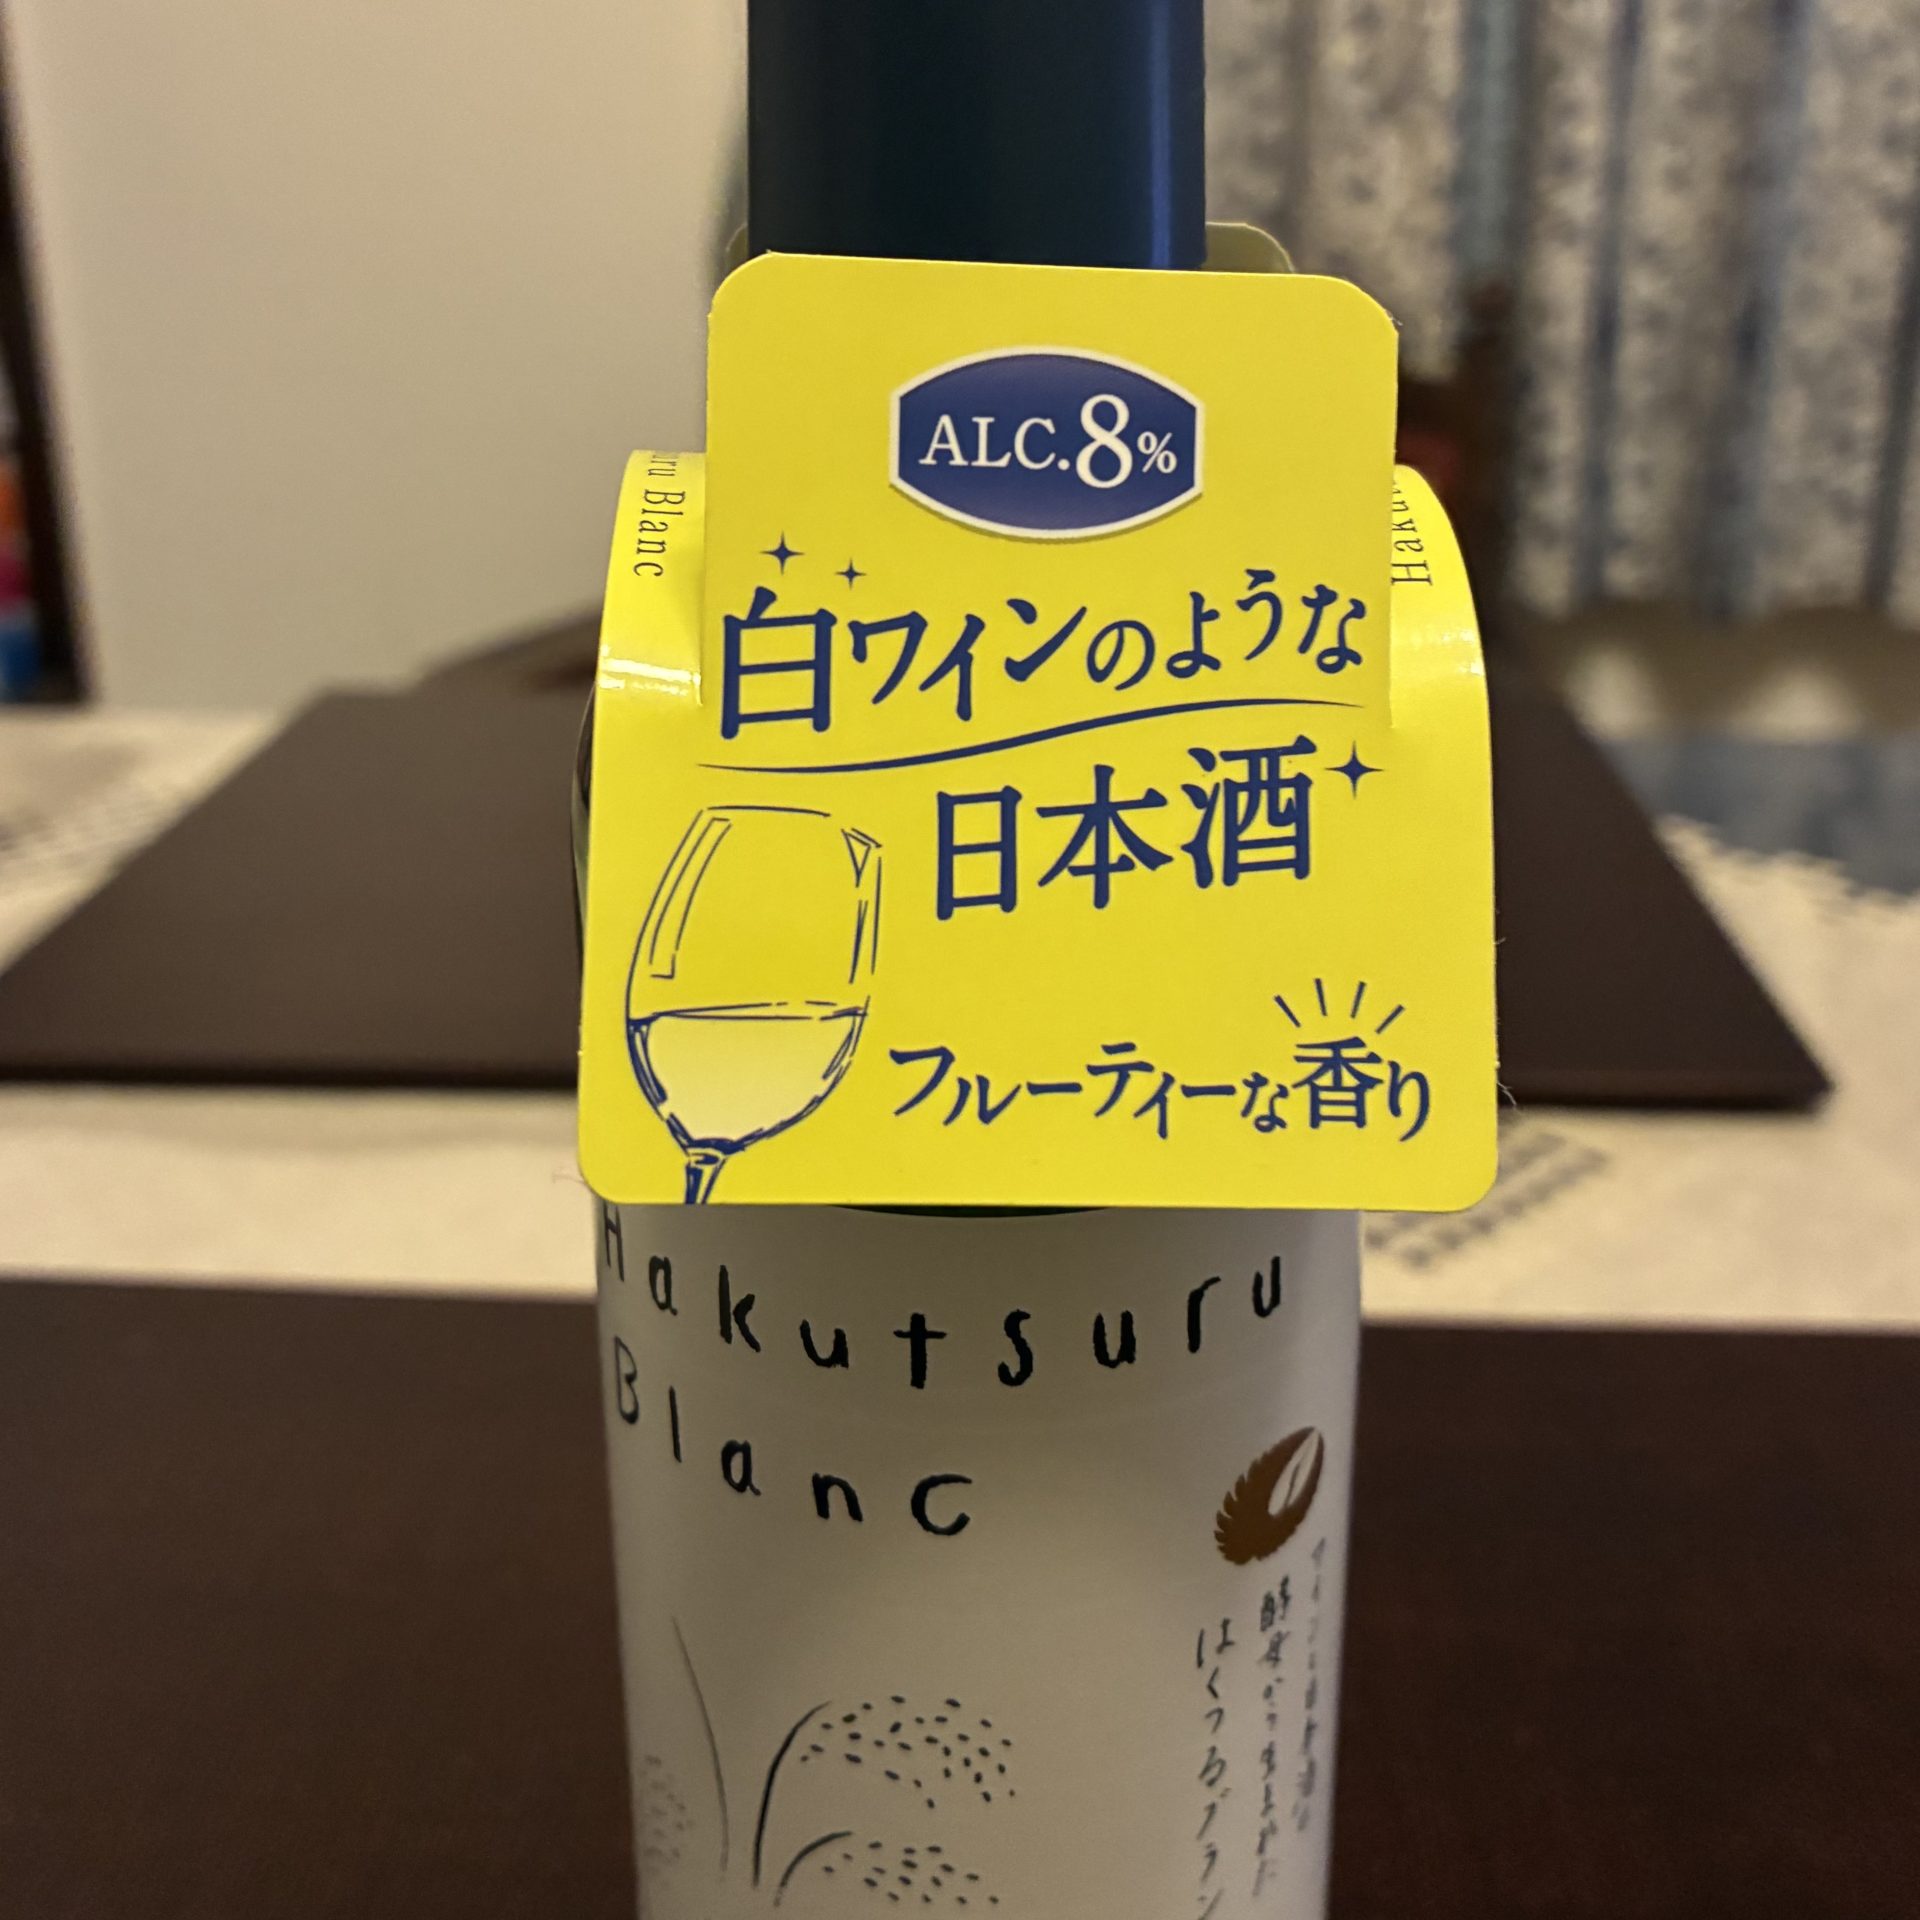 ALC.8%
白ワインのような
日本酒
フルーティーな香り
Blanc
Hakutsuru
Blanc
はくつるブラン